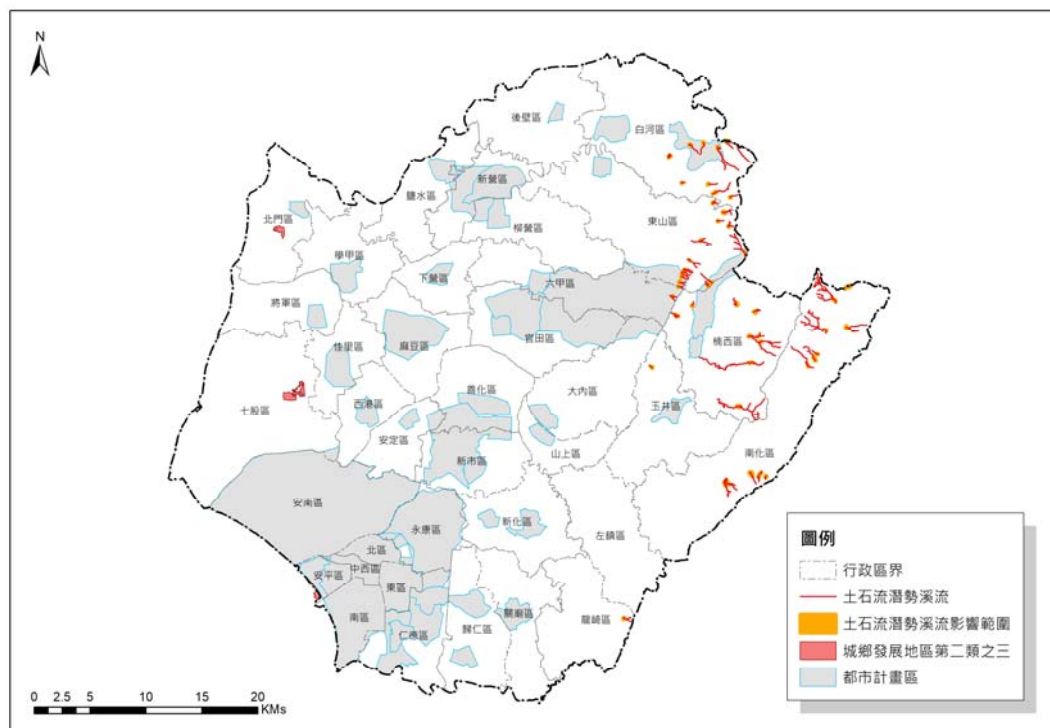 N
後壁區
白河區
鹽水區
新營區
北門區
柳營區
東山區
學甲區
下營區
六甲區
將軍區
官田區
楠西區
佳里區
麻豆區
七股區
西港區
善化區
大內區
玉井區
安定區
新市區
山上區
南化區
安南區
永康區
新化區
左鎮區
北區
安平區
中西區
東區
南區
仁德區
歸仁區
關廟區
龍崎區
圖例
行政區界
土石流潛勢溪流
土石流潛勢溪流影響範圍
城鄉發展地區第二類之三
都市計畫區
0 2.5 5 10 15 20
KMs